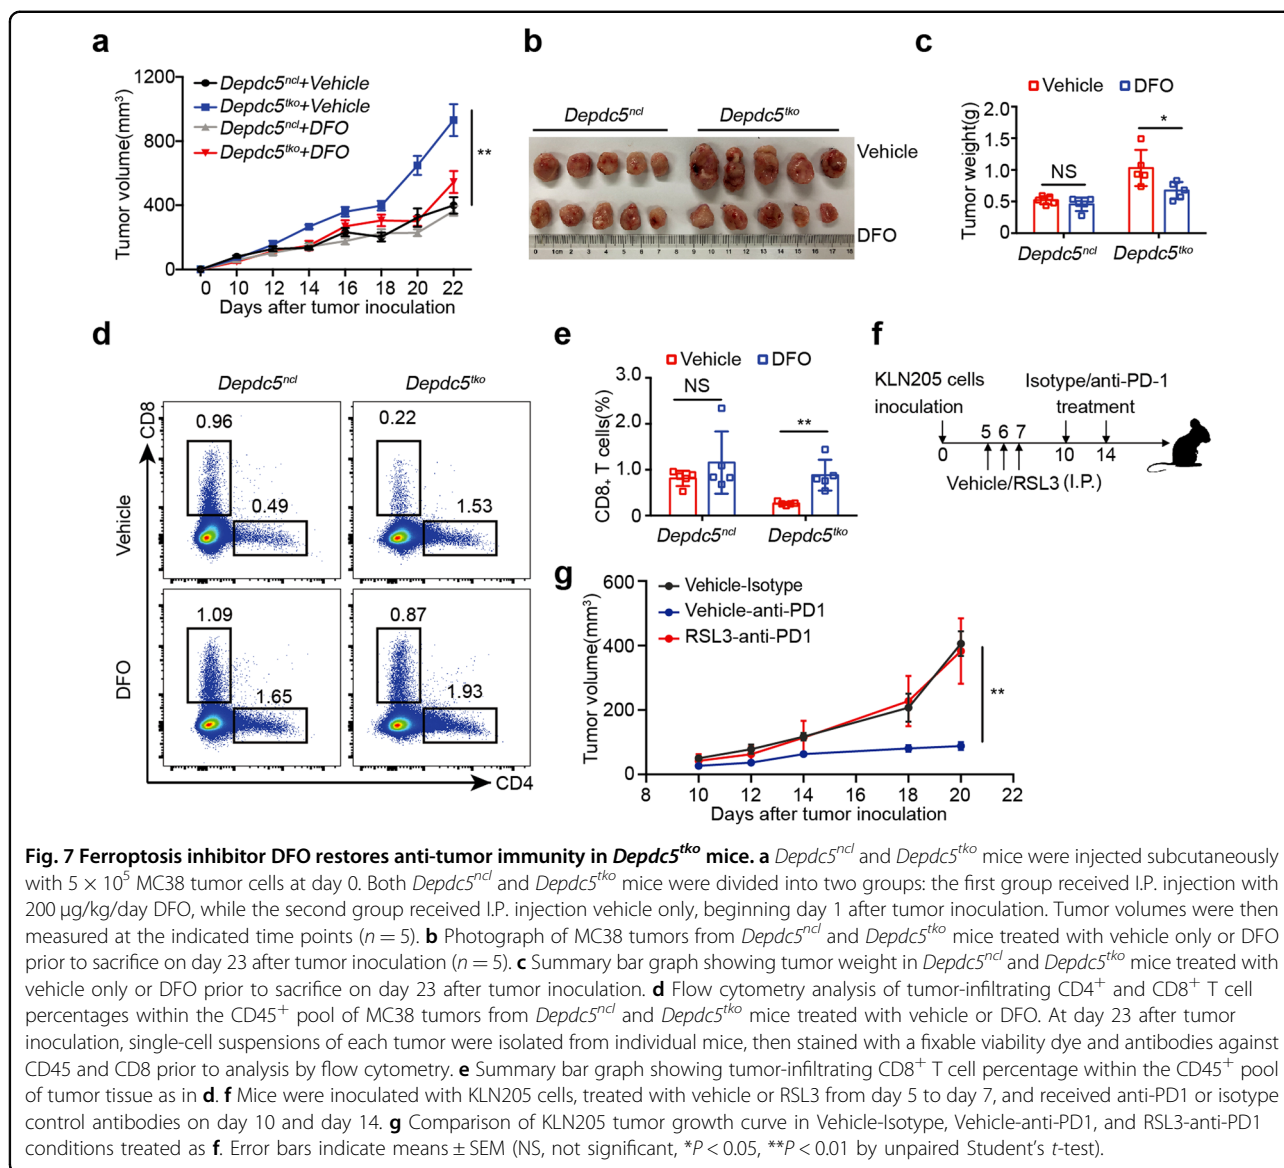 a
1200
800
400
0
Tumor volume(mm³)
Depdc5ⁿᶜˡ+Vehicle
Depdc5ᵗᵏᵒ+Vehicle
Depdc5ⁿᶜˡ+DFO
Depdc5ᵗᵏᵒ+DFO
**
0 10 12 14 16 18 20 22
Days after tumor inoculation
b
Depdc5ⁿᶜˡ Depdc5ᵗᵏᵒ
Vehicle
DFO
0 1cm 2 3 4 5 6 7 8 9 10 11 12 13 14 15 16 17 18
c
Vehicle DFO
2.0
1.5
1.0
0.5
0
Tumor weight(g)
NS
*
Depdc5ⁿᶜˡ Depdc5ᵗᵏᵒ
d
Depdc5ⁿᶜˡ Depdc5ᵗᵏᵒ
CD8
Vehicle
0.96
0.49
0.22
1.53
DFO
1.09
1.65
0.87
1.93
CD4
e
Vehicle DFO
3.0
2.0
1.0
0
CD8₊ T cells(%)
NS
**
Depdc5ⁿᶜˡ Depdc5ᵗᵏᵒ
f
KLN205 cells
inoculation
Isotype/anti-PD-1
treatment
5 6 7 10 14
0
Vehicle/RSL3 (I.P.)
g
600
400
200
0
Tumor volume(mm³)
Vehicle-Isotype
Vehicle-anti-PD1
RSL3-anti-PD1
**
8 10 12 14 16 18 20 22
Days after tumor inoculation
Fig. 7 Ferroptosis inhibitor DFO restores anti-tumor immunity in Depdc5ᵗᵏᵒ mice. a Depdc5ⁿᶜˡ and Depdc5ᵗᵏᵒ mice were injected subcutaneously
with 5 × 10⁵ MC38 tumor cells at day 0. Both Depdc5ⁿᶜˡ and Depdc5ᵗᵏᵒ mice were divided into two groups: the first group received I.P. injection with
200 μg/kg/day DFO, while the second group received I.P. injection vehicle only, beginning day 1 after tumor inoculation. Tumor volumes were then
measured at the indicated time points (n = 5). b Photograph of MC38 tumors from Depdc5ⁿᶜˡ and Depdc5ᵗᵏᵒ mice treated with vehicle only or DFO
prior to sacrifice on day 23 after tumor inoculation (n = 5). c Summary bar graph showing tumor weight in Depdc5ⁿᶜˡ and Depdc5ᵗᵏᵒ mice treated with
vehicle only or DFO prior to sacrifice on day 23 after tumor inoculation. d Flow cytometry analysis of tumor-infiltrating CD4⁺ and CD8⁺ T cell
percentages within the CD45⁺ pool of MC38 tumors from Depdc5ⁿᶜˡ and Depdc5ᵗᵏᵒ mice treated with vehicle or DFO. At day 23 after tumor
inoculation, single-cell suspensions of each tumor were isolated from individual mice, then stained with a fixable viability dye and antibodies against
CD45 and CD8 prior to analysis by flow cytometry. e Summary bar graph showing tumor-infiltrating CD8⁺ T cell percentage within the CD45⁺ pool
of tumor tissue as in d. f Mice were inoculated with KLN205 cells, treated with vehicle or RSL3 from day 5 to day 7, and received anti-PD1 or isotype
control antibodies on day 10 and day 14. g Comparison of KLN205 tumor growth curve in Vehicle-Isotype, Vehicle-anti-PD1, and RSL3-anti-PD1
conditions treated as f. Error bars indicate means ± SEM (NS, not significant, *P < 0.05, **P < 0.01 by unpaired Student's t-test).